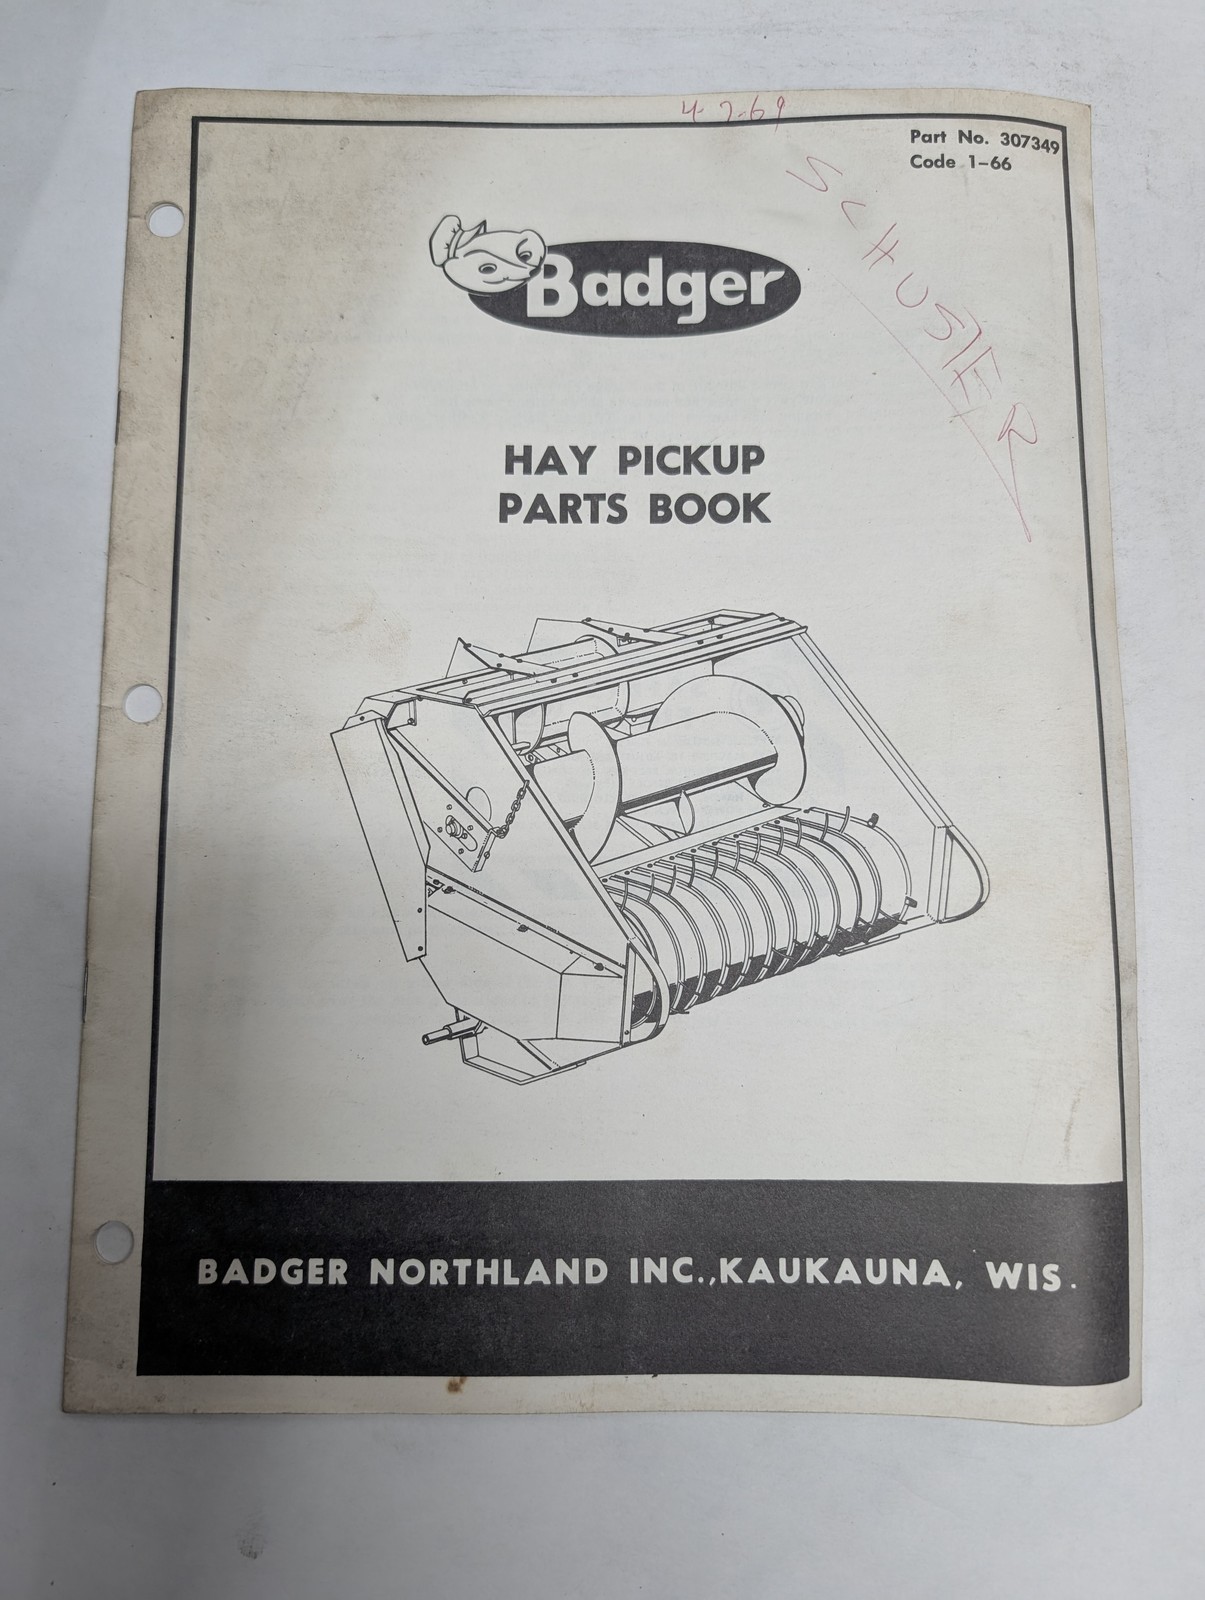 4-7-69
Part No. 307349
Code 1-66
SCHUSTER
Badger
HAY PICKUP
PARTS BOOK
BADGER NORTHLAND INC.,KAUKAUNA, WIS.